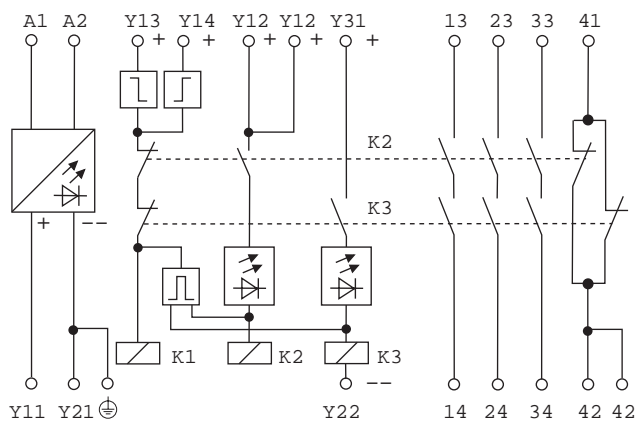 A1 A2 Y13 Y14 Y12 Y12 Y31 13 23 33 41
+ + + + +
K2
K3
+ --
K1 K2 K3
--
Y11 Y21 Y22 14 24 34 42 42